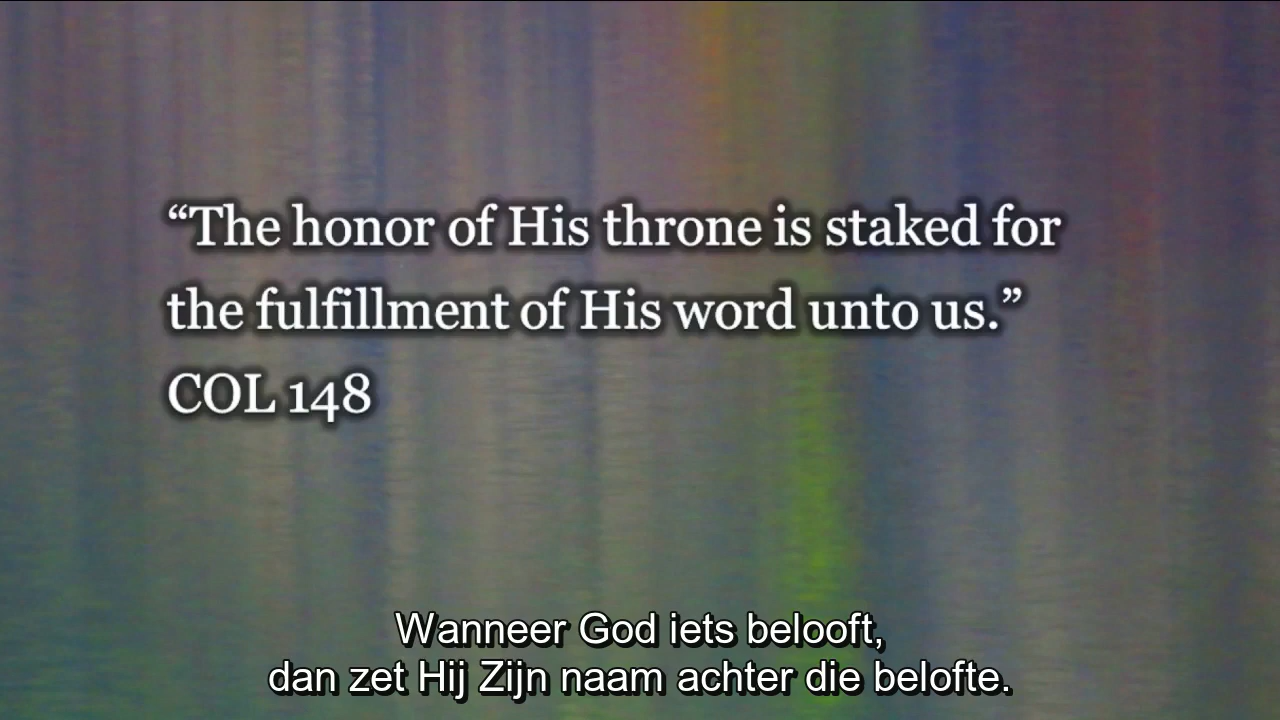 “The honor of His throne is staked for
the fulfillment of His word unto us.”
COL 148
Wanneer God iets belooft,
dan zet Hij Zijn naam achter die belofte.